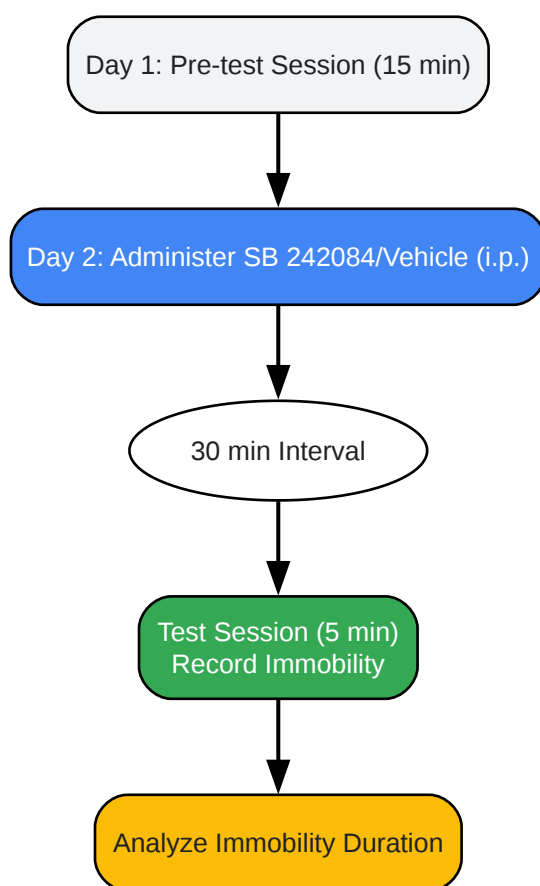 Day 1: Pre-test Session (15 min)
Day 2: Administer SB 242084/Vehicle (i.p.)
30 min Interval
Test Session (5 min)
Record Immobility
Analyze Immobility Duration